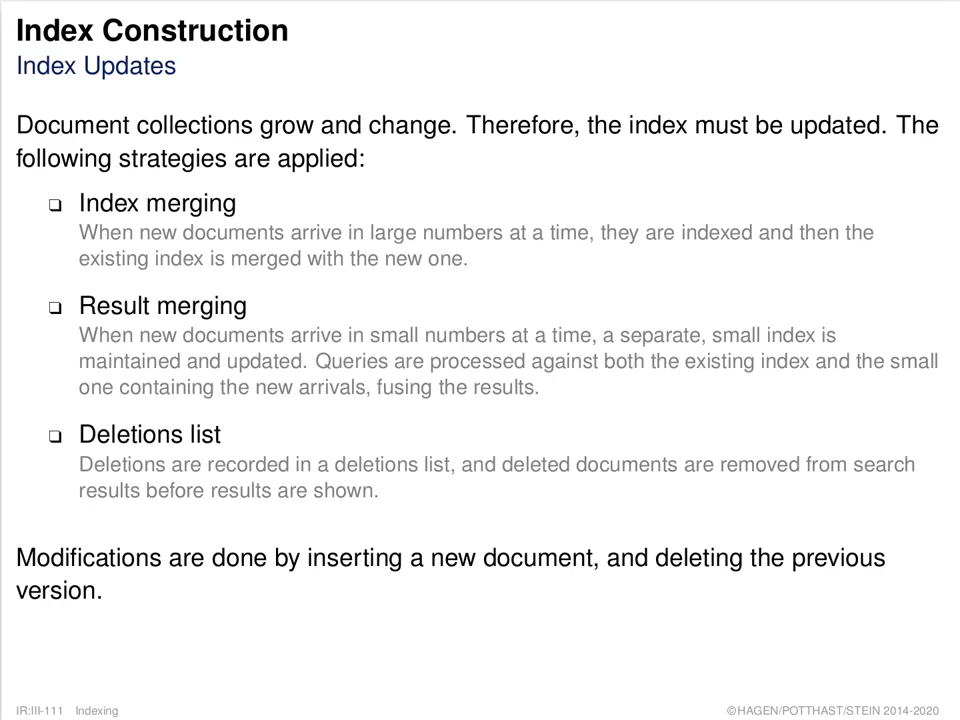 Index Construction
Index Updates
Document collections grow and change. Therefore, the index must be updated. The
following strategies are applied:
❑ Index merging
When new documents arrive in large numbers at a time, they are indexed and then the
existing index is merged with the new one.
❑ Result merging
When new documents arrive in small numbers at a time, a separate, small index is
maintained and updated. Queries are processed against both the existing index and the small
one containing the new arrivals, fusing the results.
❑ Deletions list
Deletions are recorded in a deletions list, and deleted documents are removed from search
results before results are shown.
Modifications are done by inserting a new document, and deleting the previous
version.
IR:III-111 Indexing ©HAGEN/POTTHAST/STEIN 2014-2020